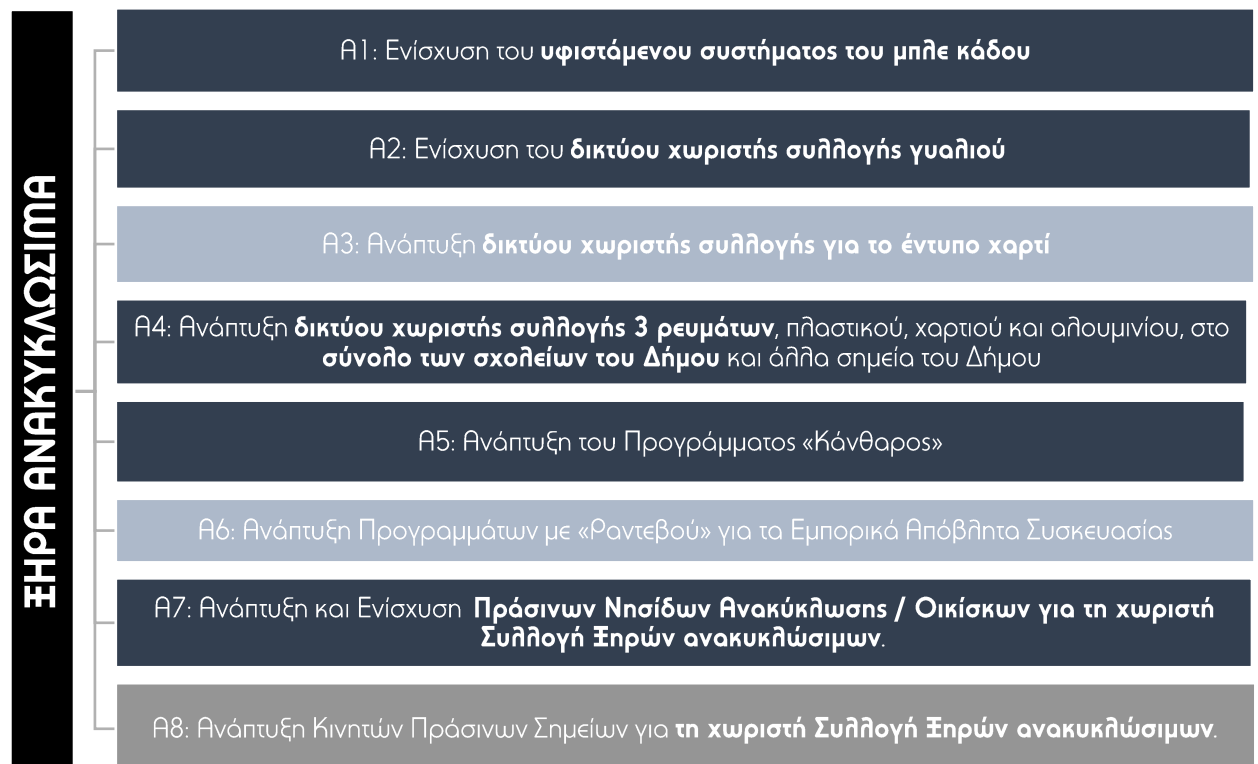 ΞΗΡΑ ΑΝΑΚΥΚΛΩΣΙΜΑ
Α1: Ενίσχυση του υφιστάμενου συστήματος του μπλε κάδου
Α2: Ενίσχυση του δικτύου χωριστής συλλογής γυαλιού
Α3: Ανάπτυξη δικτύου χωριστής συλλογής για το έντυπο χαρτί
Α4: Ανάπτυξη δικτύου χωριστής συλλογής 3 ρευμάτων, πλαστικού, χαρτιού και αλουμινίου, στο
σύνολο των σχολείων του Δήμου και άλλα σημεία του Δήμου
Α5: Ανάπτυξη του Προγράμματος «Κάνθαρος»
Α6: Ανάπτυξη Προγραμμάτων με «Ραντεβού» για τα Εμπορικά Απόβλητα Συσκευασίας
Α7: Ανάπτυξη και Ενίσχυση Πράσινων Νησίδων Ανακύκλωσης / Οικίσκων για τη χωριστή
Συλλογή Ξηρών ανακυκλώσιμων.
Α8: Ανάπτυξη Κινητών Πράσινων Σημείων για τη χωριστή Συλλογή Ξηρών ανακυκλώσιμων.